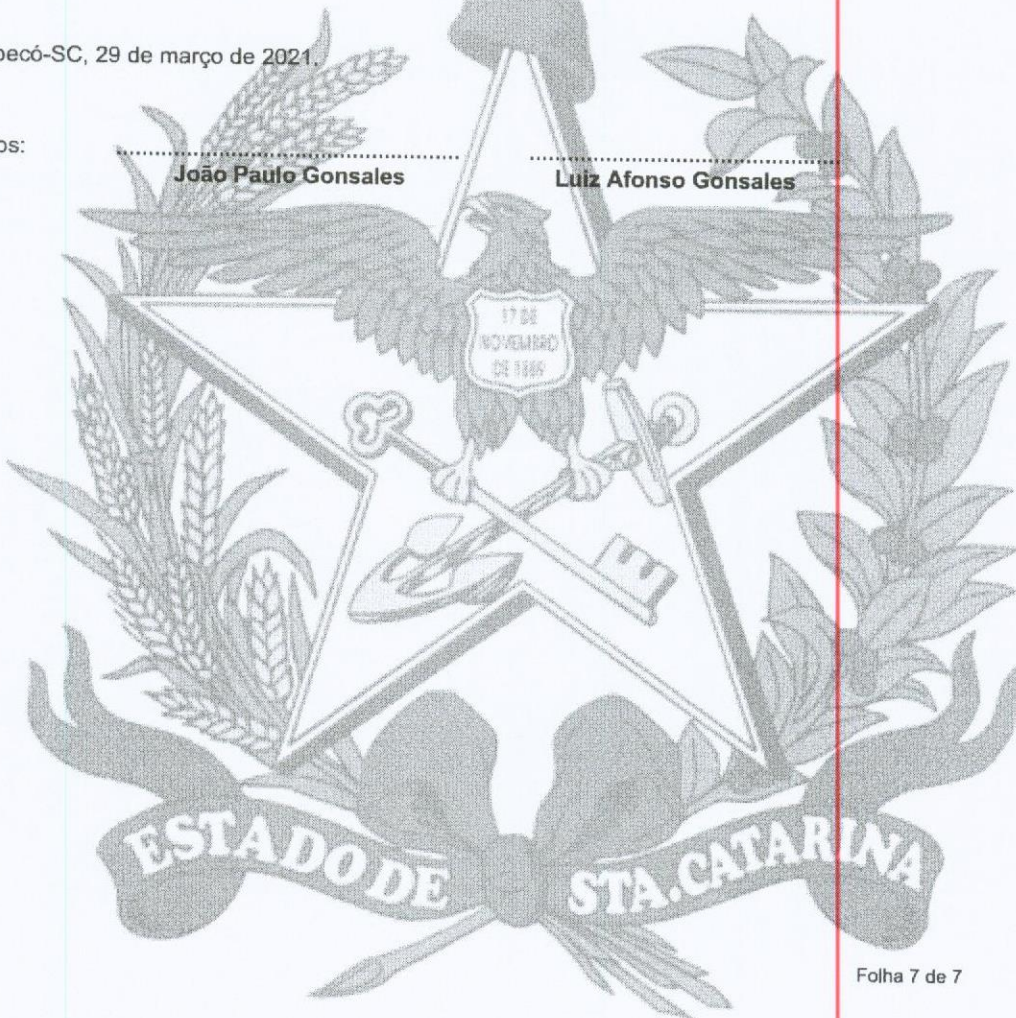 pecó-SC, 29 de março de 2021.
os:
João Paulo Gonsales Luiz Afonso Gonsales
17 DE
NOVEMBRO
DE 1889
ESTADO DE STA. CATARINA
Folha 7 de 7